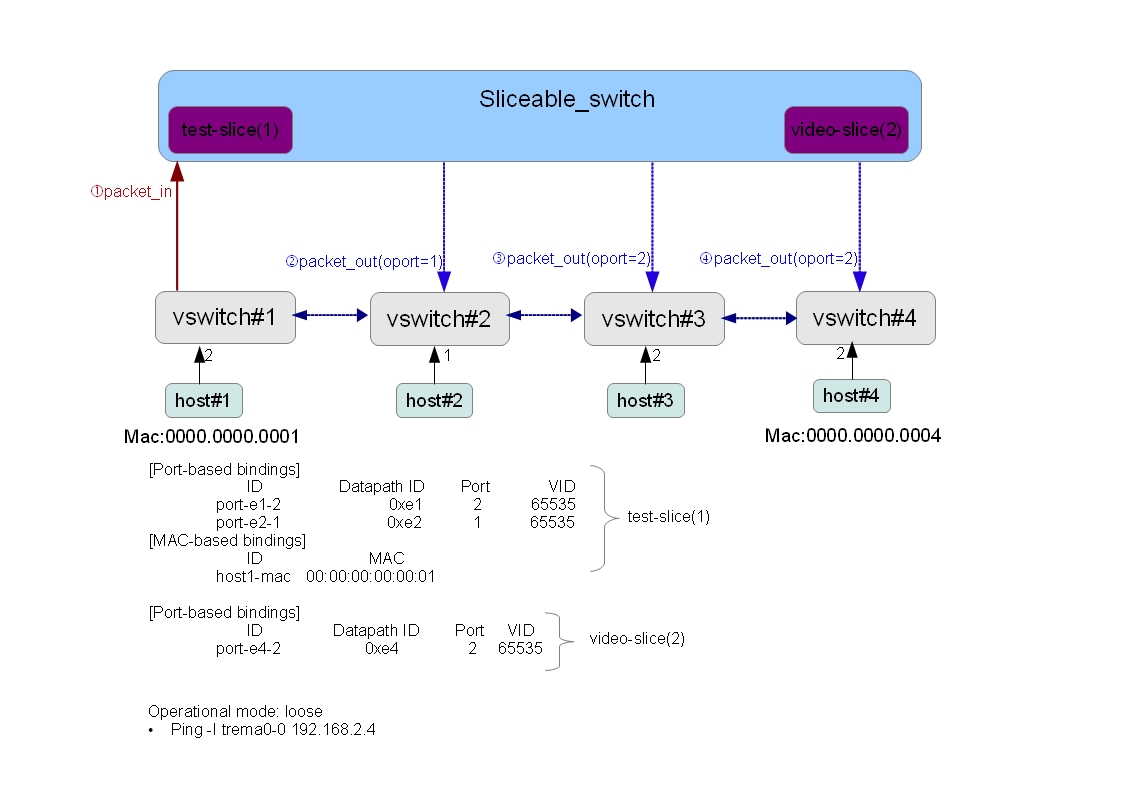 Sliceable_switch
test-slice(1)
video-slice(2)
①packet_in
②packet_out(oport=1)
③packet_out(oport=2)
④packet_out(oport=2)
vswitch#1
vswitch#2
vswitch#3
vswitch#4
2
1
2
2
host#1
host#2
host#3
host#4
Mac:0000.0000.0001
Mac:0000.0000.0004
[Port-based bindings]
ID Datapath ID Port VID
port-e1-2 0xe1 2 65535
port-e2-1 0xe2 1 65535
[MAC-based bindings]
ID MAC
host1-mac 00:00:00:00:00:01
test-slice(1)
[Port-based bindings]
ID Datapath ID Port VID
port-e4-2 0xe4 2 65535
video-slice(2)
Operational mode: loose
• Ping -I trema0-0 192.168.2.4